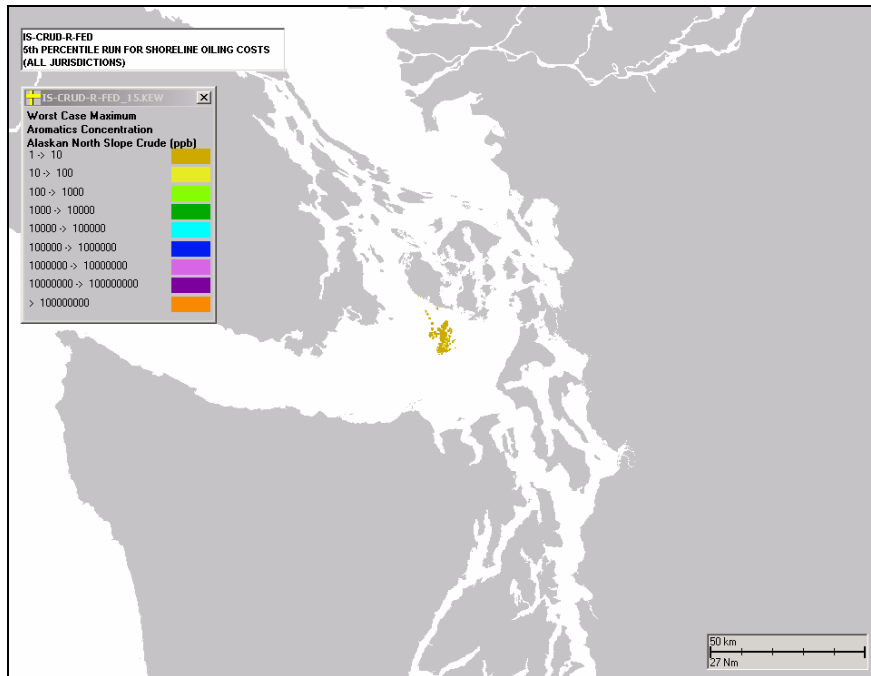 IS-CRUD-R-FED
5th PERCENTILE RUN FOR SHORELINE OILING COSTS
(ALL JURISDICTIONS)
IS-CRUD-R-FED_15.KEW
Worst Case Maximum
Aromatics Concentration
Alaskan North Slope Crude (ppb)
1 -> 10
10 -> 100
100 -> 1000
1000 -> 10000
10000 -> 100000
100000 -> 1000000
1000000 -> 10000000
10000000 -> 100000000
> 100000000
50 km
27 Nm